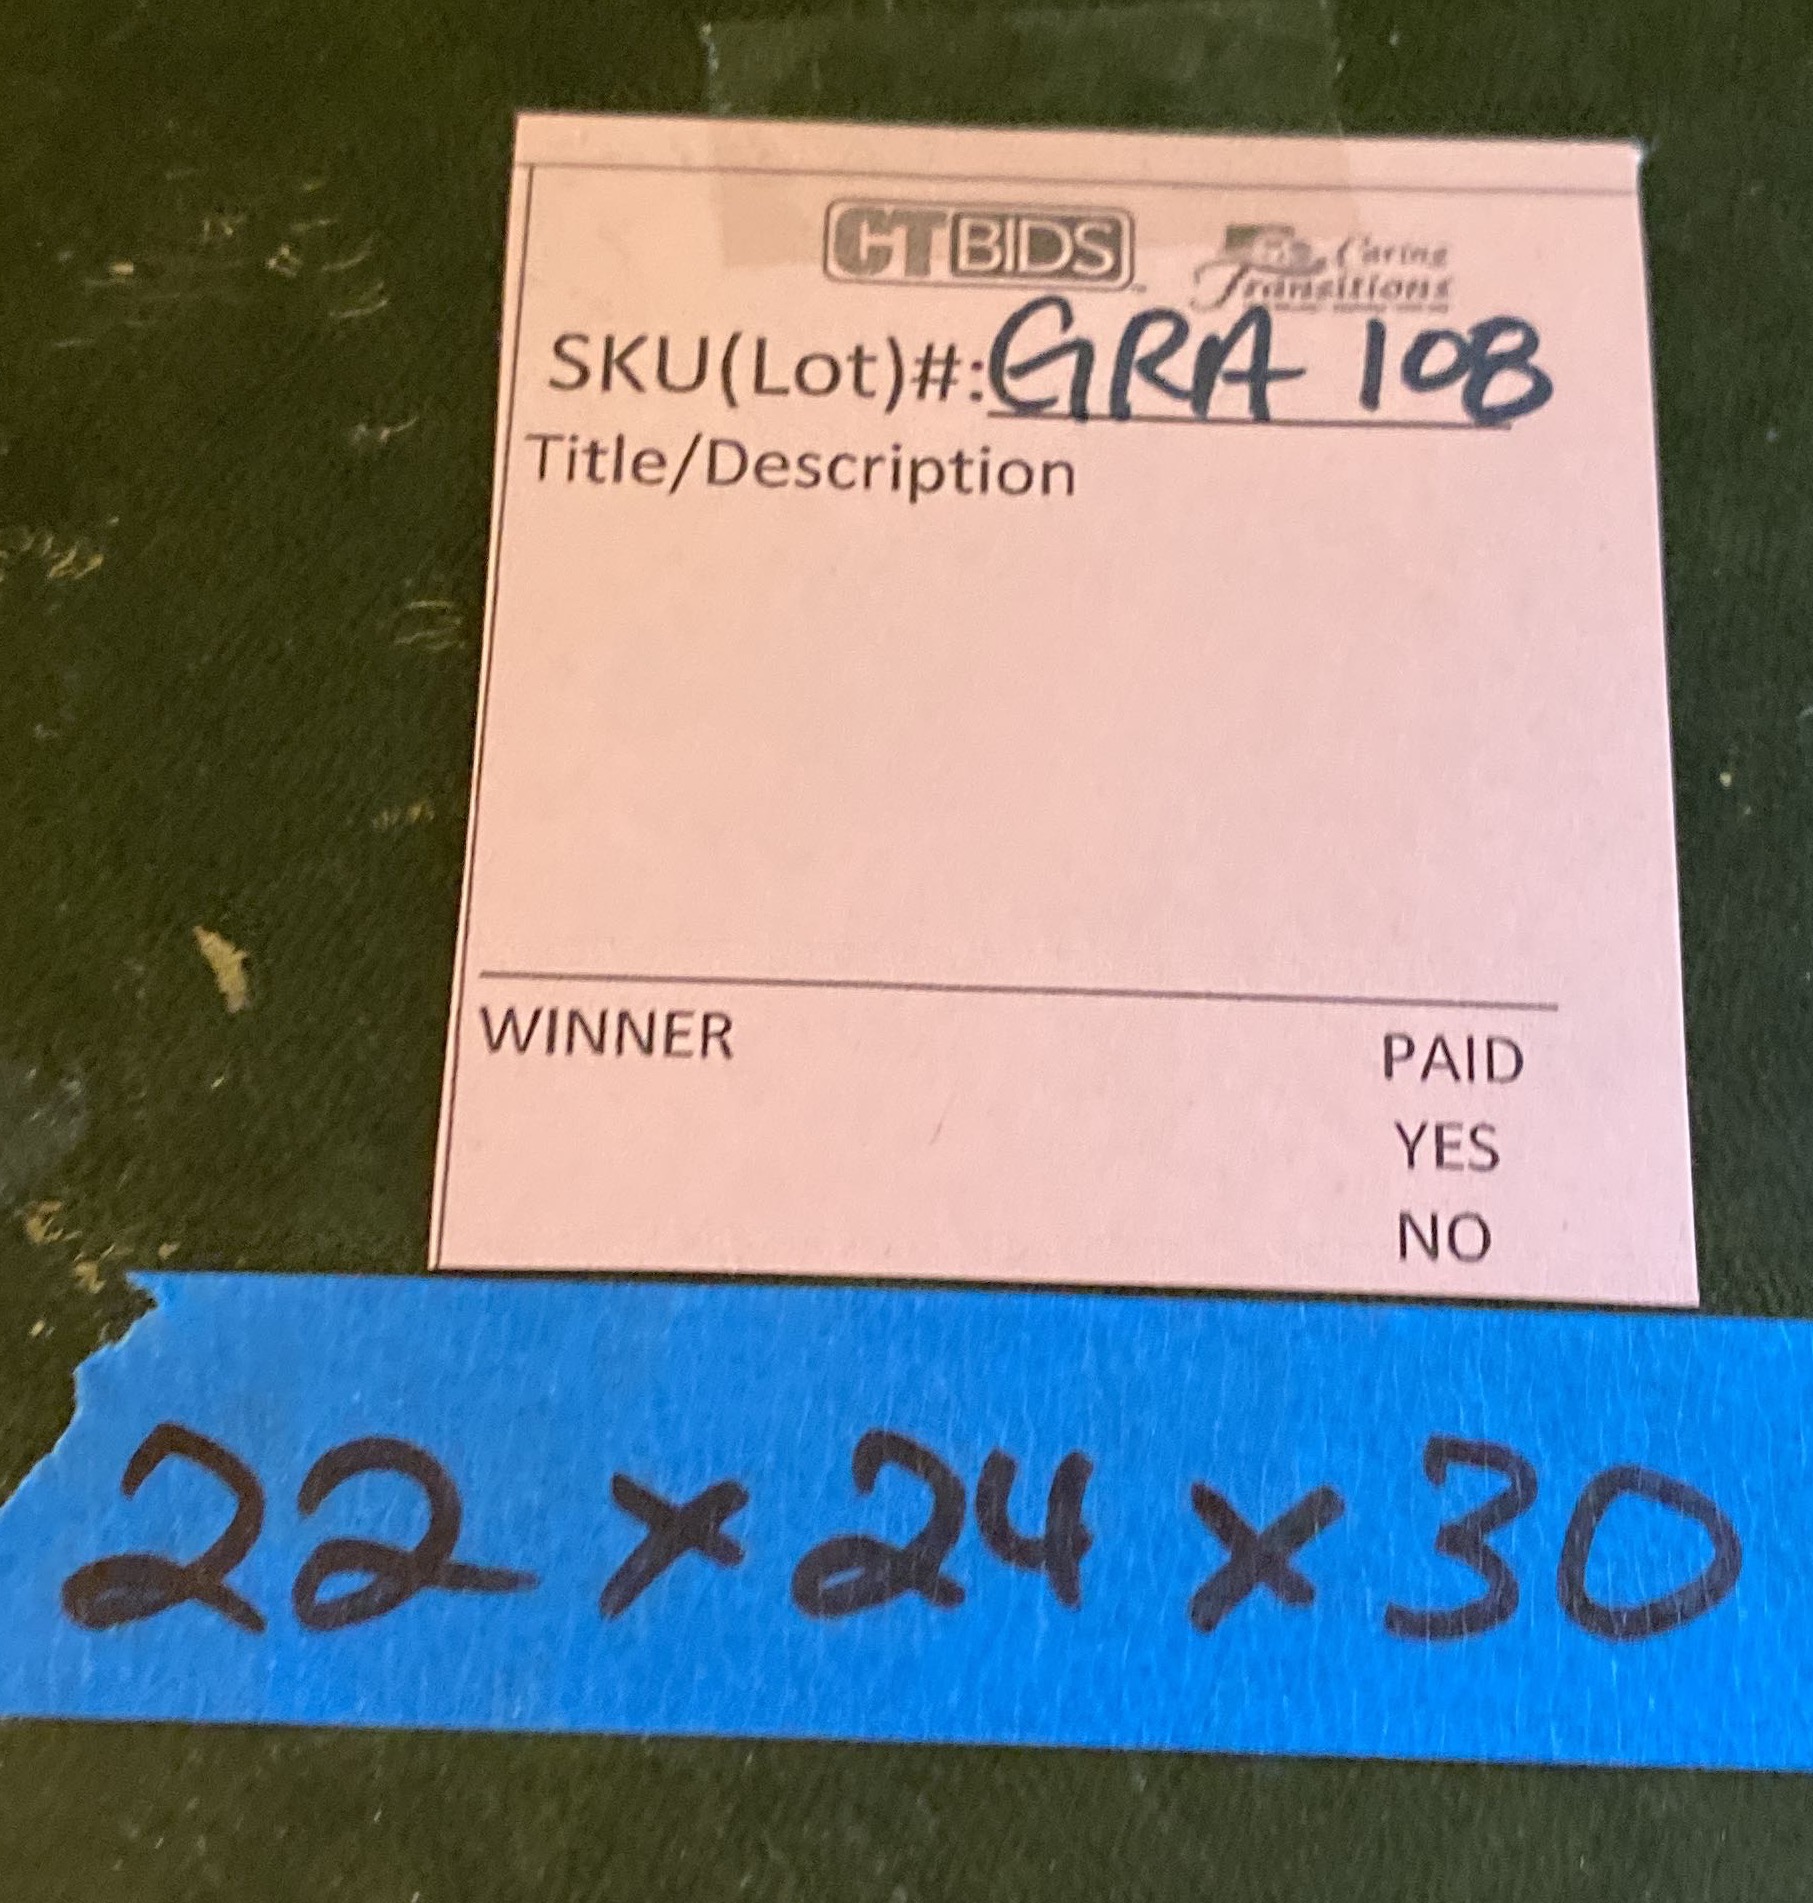 CTBIDS Caring
Transitions
SKU(Lot)#: GRA 108
Title/Description
WINNER PAID
YES
NO
22 x 24 x 30